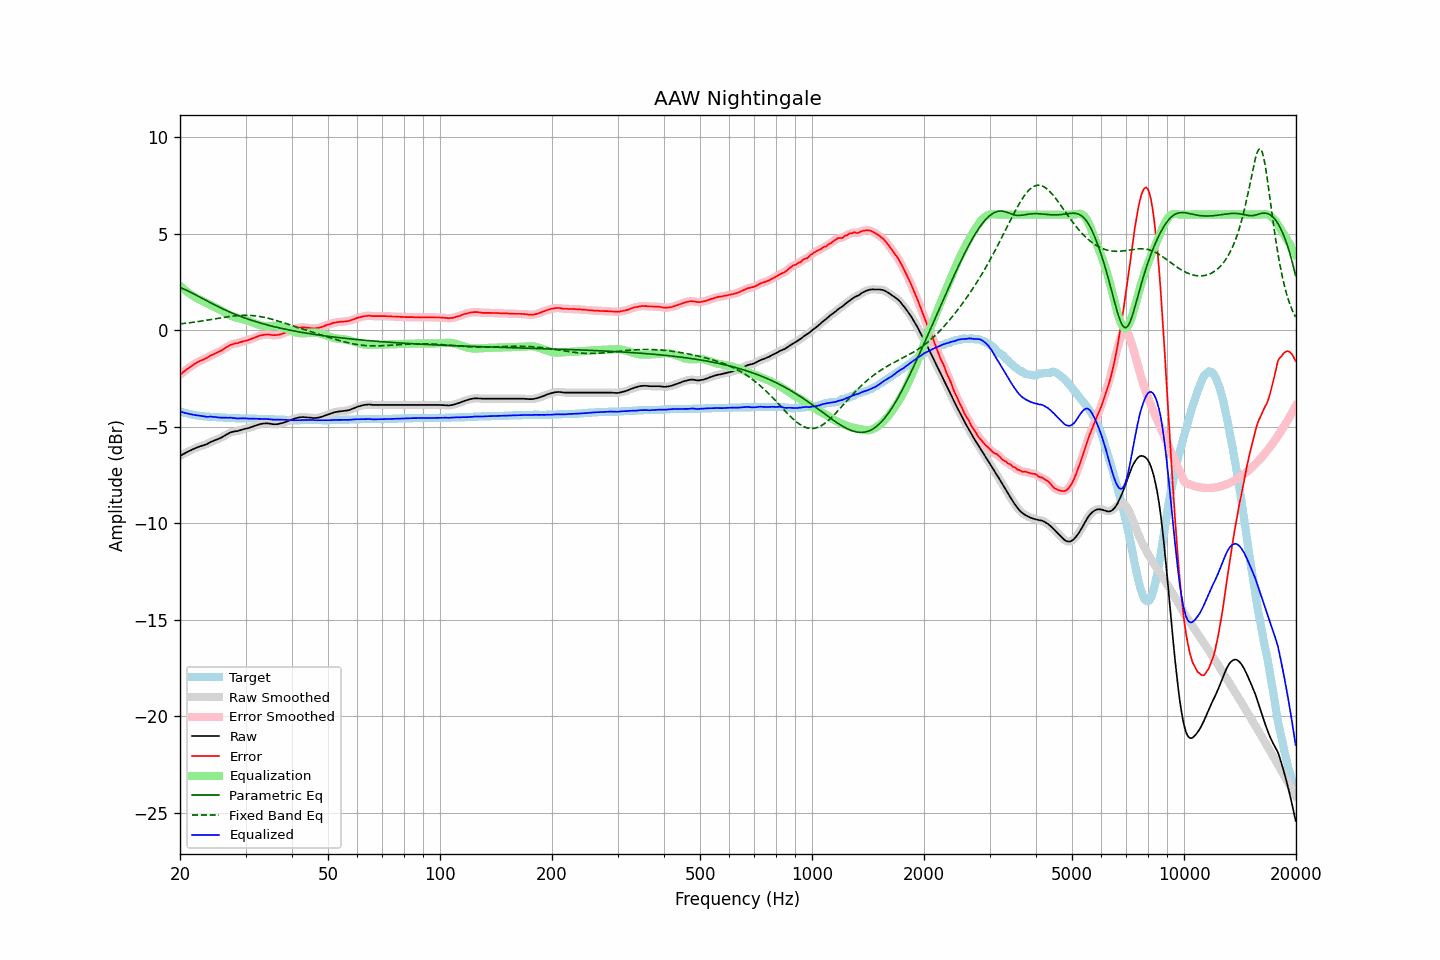 AAW Nightingale
Amplitude (dBr)
10
5
0
−5
−10
−15
−20
−25
Target
Raw Smoothed
Error Smoothed
Raw
Error
Equalization
Parametric Eq
Fixed Band Eq
Equalized
20 50 100 200 500 1000 2000 5000 10000 20000
Frequency (Hz)